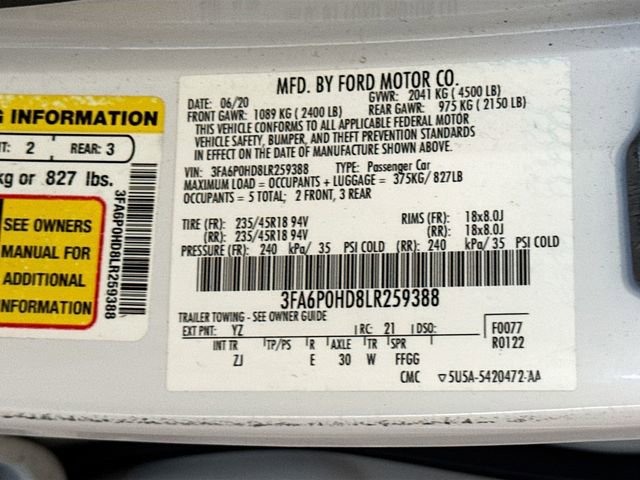 G INFORMATION
T: 2 REAR: 3
kg or 827 lbs.
SEE OWNERS
MANUAL FOR
ADDITIONAL
INFORMATION
3FA6P0HD8LR259388
MFD. BY FORD MOTOR CO.
DATE: 06/20 GVWR: 2041 KG ( 4500 LB)
FRONT GAWR: 1089 KG ( 2400 LB) REAR GAWR: 975 KG ( 2150 LB)
THIS VEHICLE CONFORMS TO ALL APPLICABLE FEDERAL MOTOR
VEHICLE SAFETY, BUMPER, AND THEFT PREVENTION STANDARDS
IN EFFECT ON THE DATE OF MANUFACTURE SHOWN ABOVE.
VIN: 3FA6P0HD8LR259388 TYPE: Passenger Car
MAXIMUM LOAD = OCCUPANTS + LUGGAGE = 375KG/ 827LB
OCCUPANTS = 5 TOTAL; 2 FRONT, 3 REAR
TIRE (FR): 235/45R18 94V RIMS (FR): 18x8.0J
(RR): 235/45R18 94V (RR): 18x8.0J
PRESSURE (FR): 240 kPa/ 35 PSI COLD (RR): 240 kPa/ 35 PSI COLD
3FA6P0HD8LR259388
TRAILER TOWING - SEE OWNER GUIDE
EXT PNT: YZ RC: 21 DSO: F0077
INT TR TP/PS R AXLE TR SPR R0122
ZJ E 30 W FFGG
CMC ▽5U5A-5420472-AA